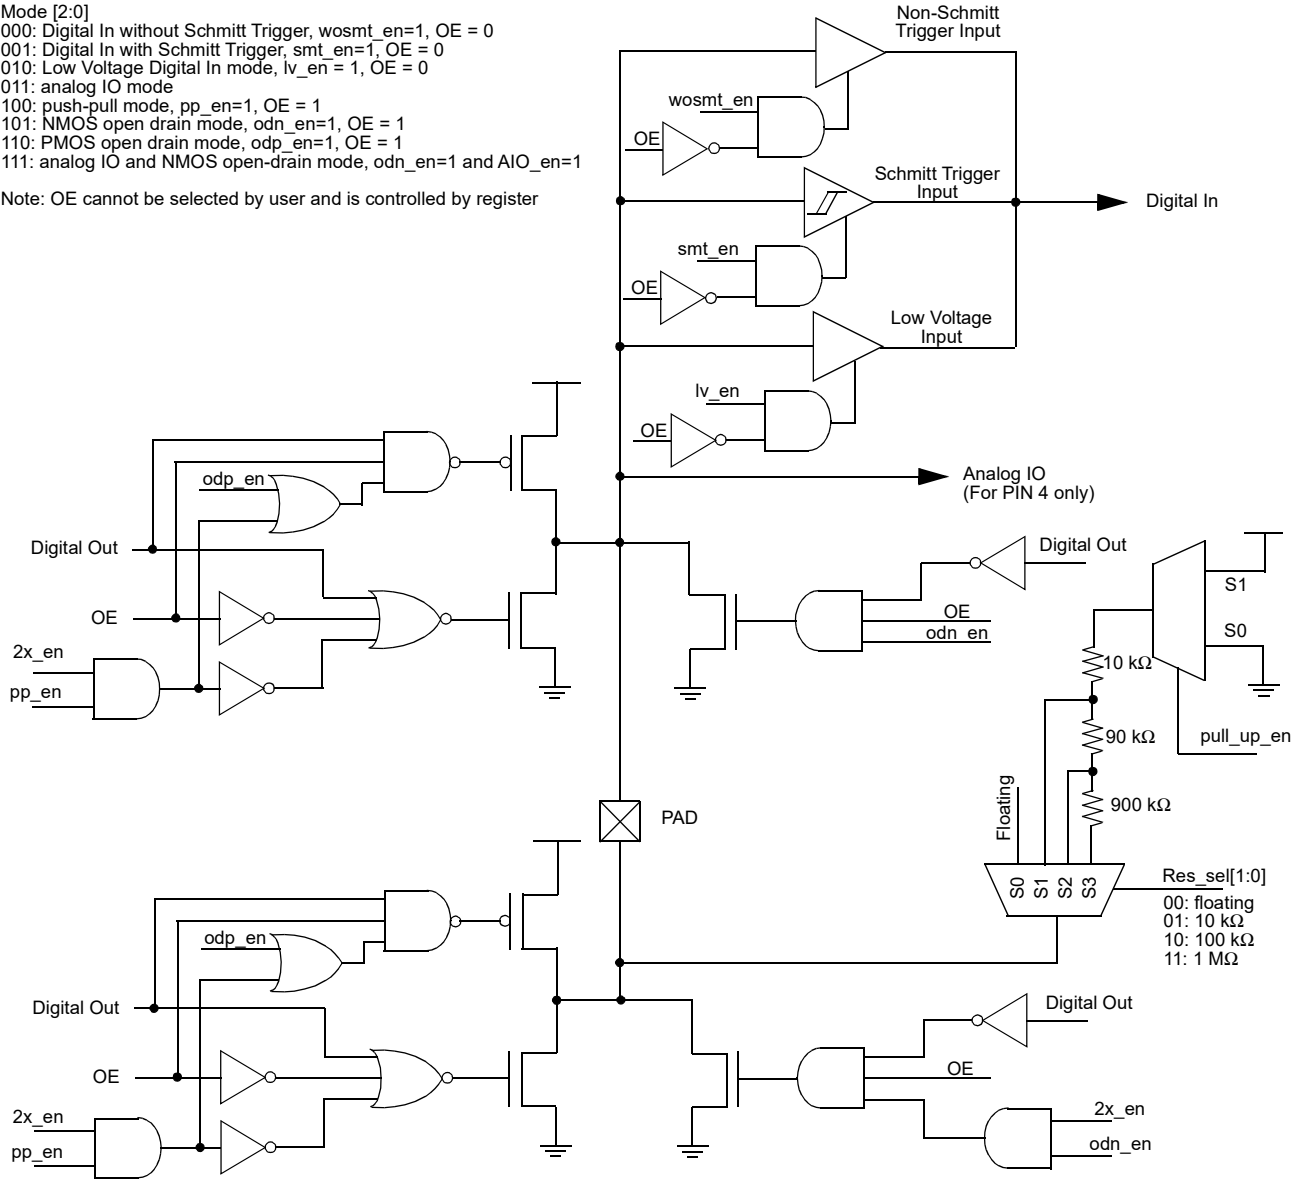 Mode [2:0]
000: Digital In without Schmitt Trigger, wosmt_en=1, OE = 0
001: Digital In with Schmitt Trigger, smt_en=1, OE = 0
010: Low Voltage Digital In mode, lv_en = 1, OE = 0
011: analog IO mode
100: push-pull mode, pp_en=1, OE = 1
101: NMOS open drain mode, odn_en=1, OE = 1
110: PMOS open drain mode, odp_en=1, OE = 1
111: analog IO and NMOS open-drain mode, odn_en=1 and AIO_en=1
Note: OE cannot be selected by user and is controlled by register
Non-Schmitt
Trigger Input
wosmt_en
OE
Schmitt Trigger
Input
Digital In
smt_en
OE
Low Voltage
Input
lv_en
OE
Analog IO
(For PIN 4 only)
odp_en
Digital Out
OE
2x_en
pp_en
Digital Out
OE
odn_en
S1
S0
10 kΩ
90 kΩ
900 kΩ
pull_up_en
Floating
S0
S1
S2
S3
Res_sel[1:0]
00: floating
01: 10 kΩ
10: 100 kΩ
11: 1 MΩ
PAD
odp_en
Digital Out
OE
2x_en
pp_en
Digital Out
OE
2x_en
odn_en